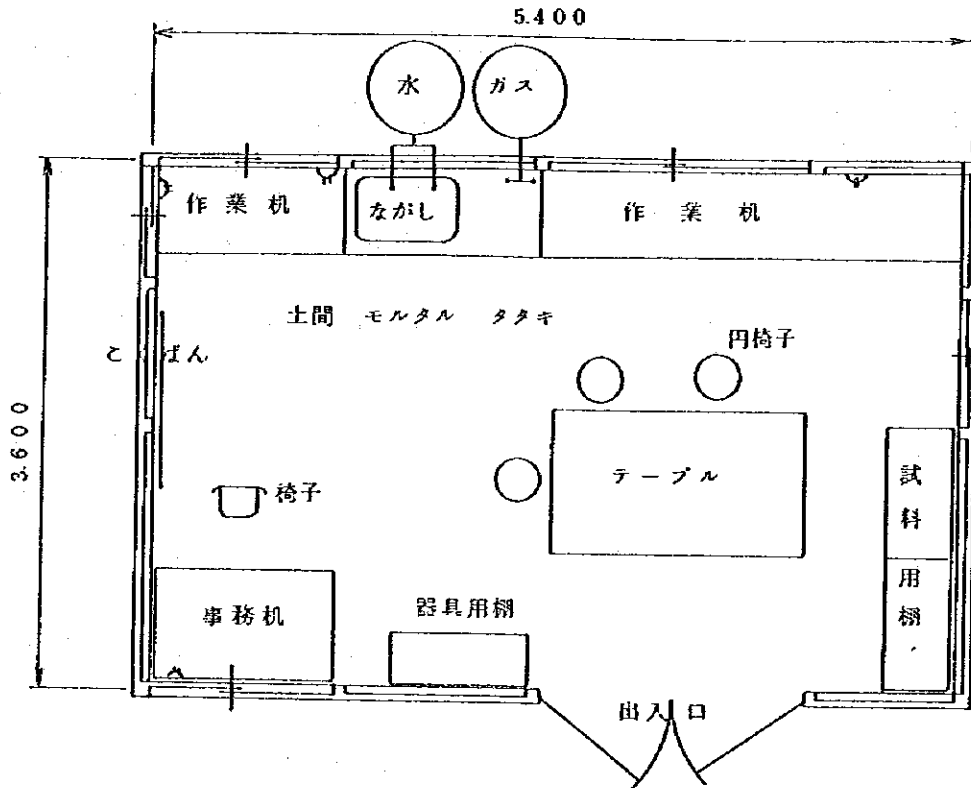 5.400
水
ガス
作業机
ながし
作業机
土間 モルタル タタキ
こくばん
円椅子
3.600
テーブル
試料用棚
椅子
事務机
器具用棚
出入口